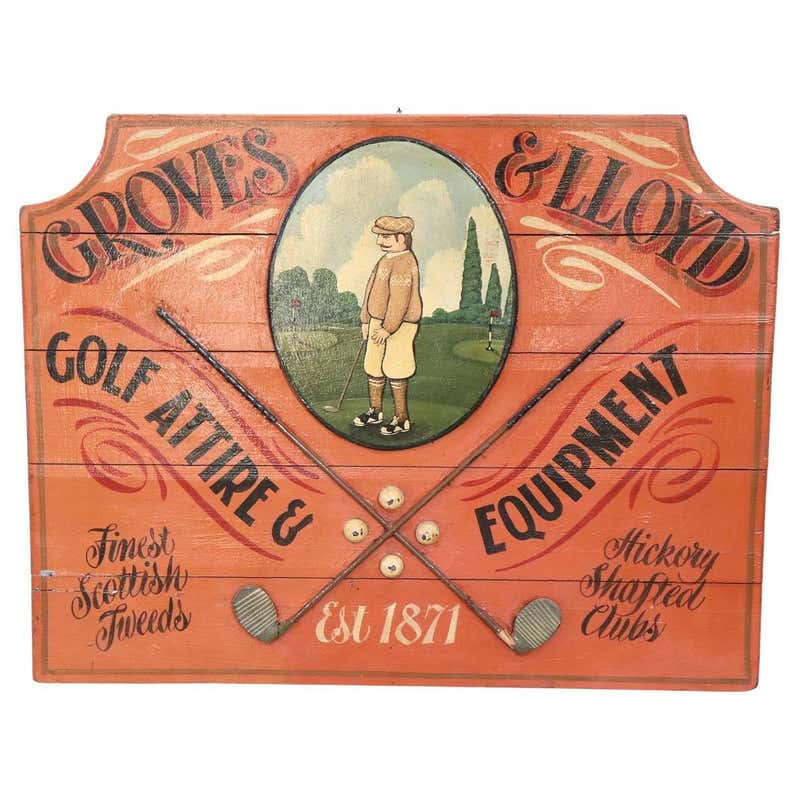 GROVES & LLOYD
GOLF ATTIRE & EQUIPMENT
Finest
Scottish
Tweeds
Est 1871
Hickory
Shafted
Clubs